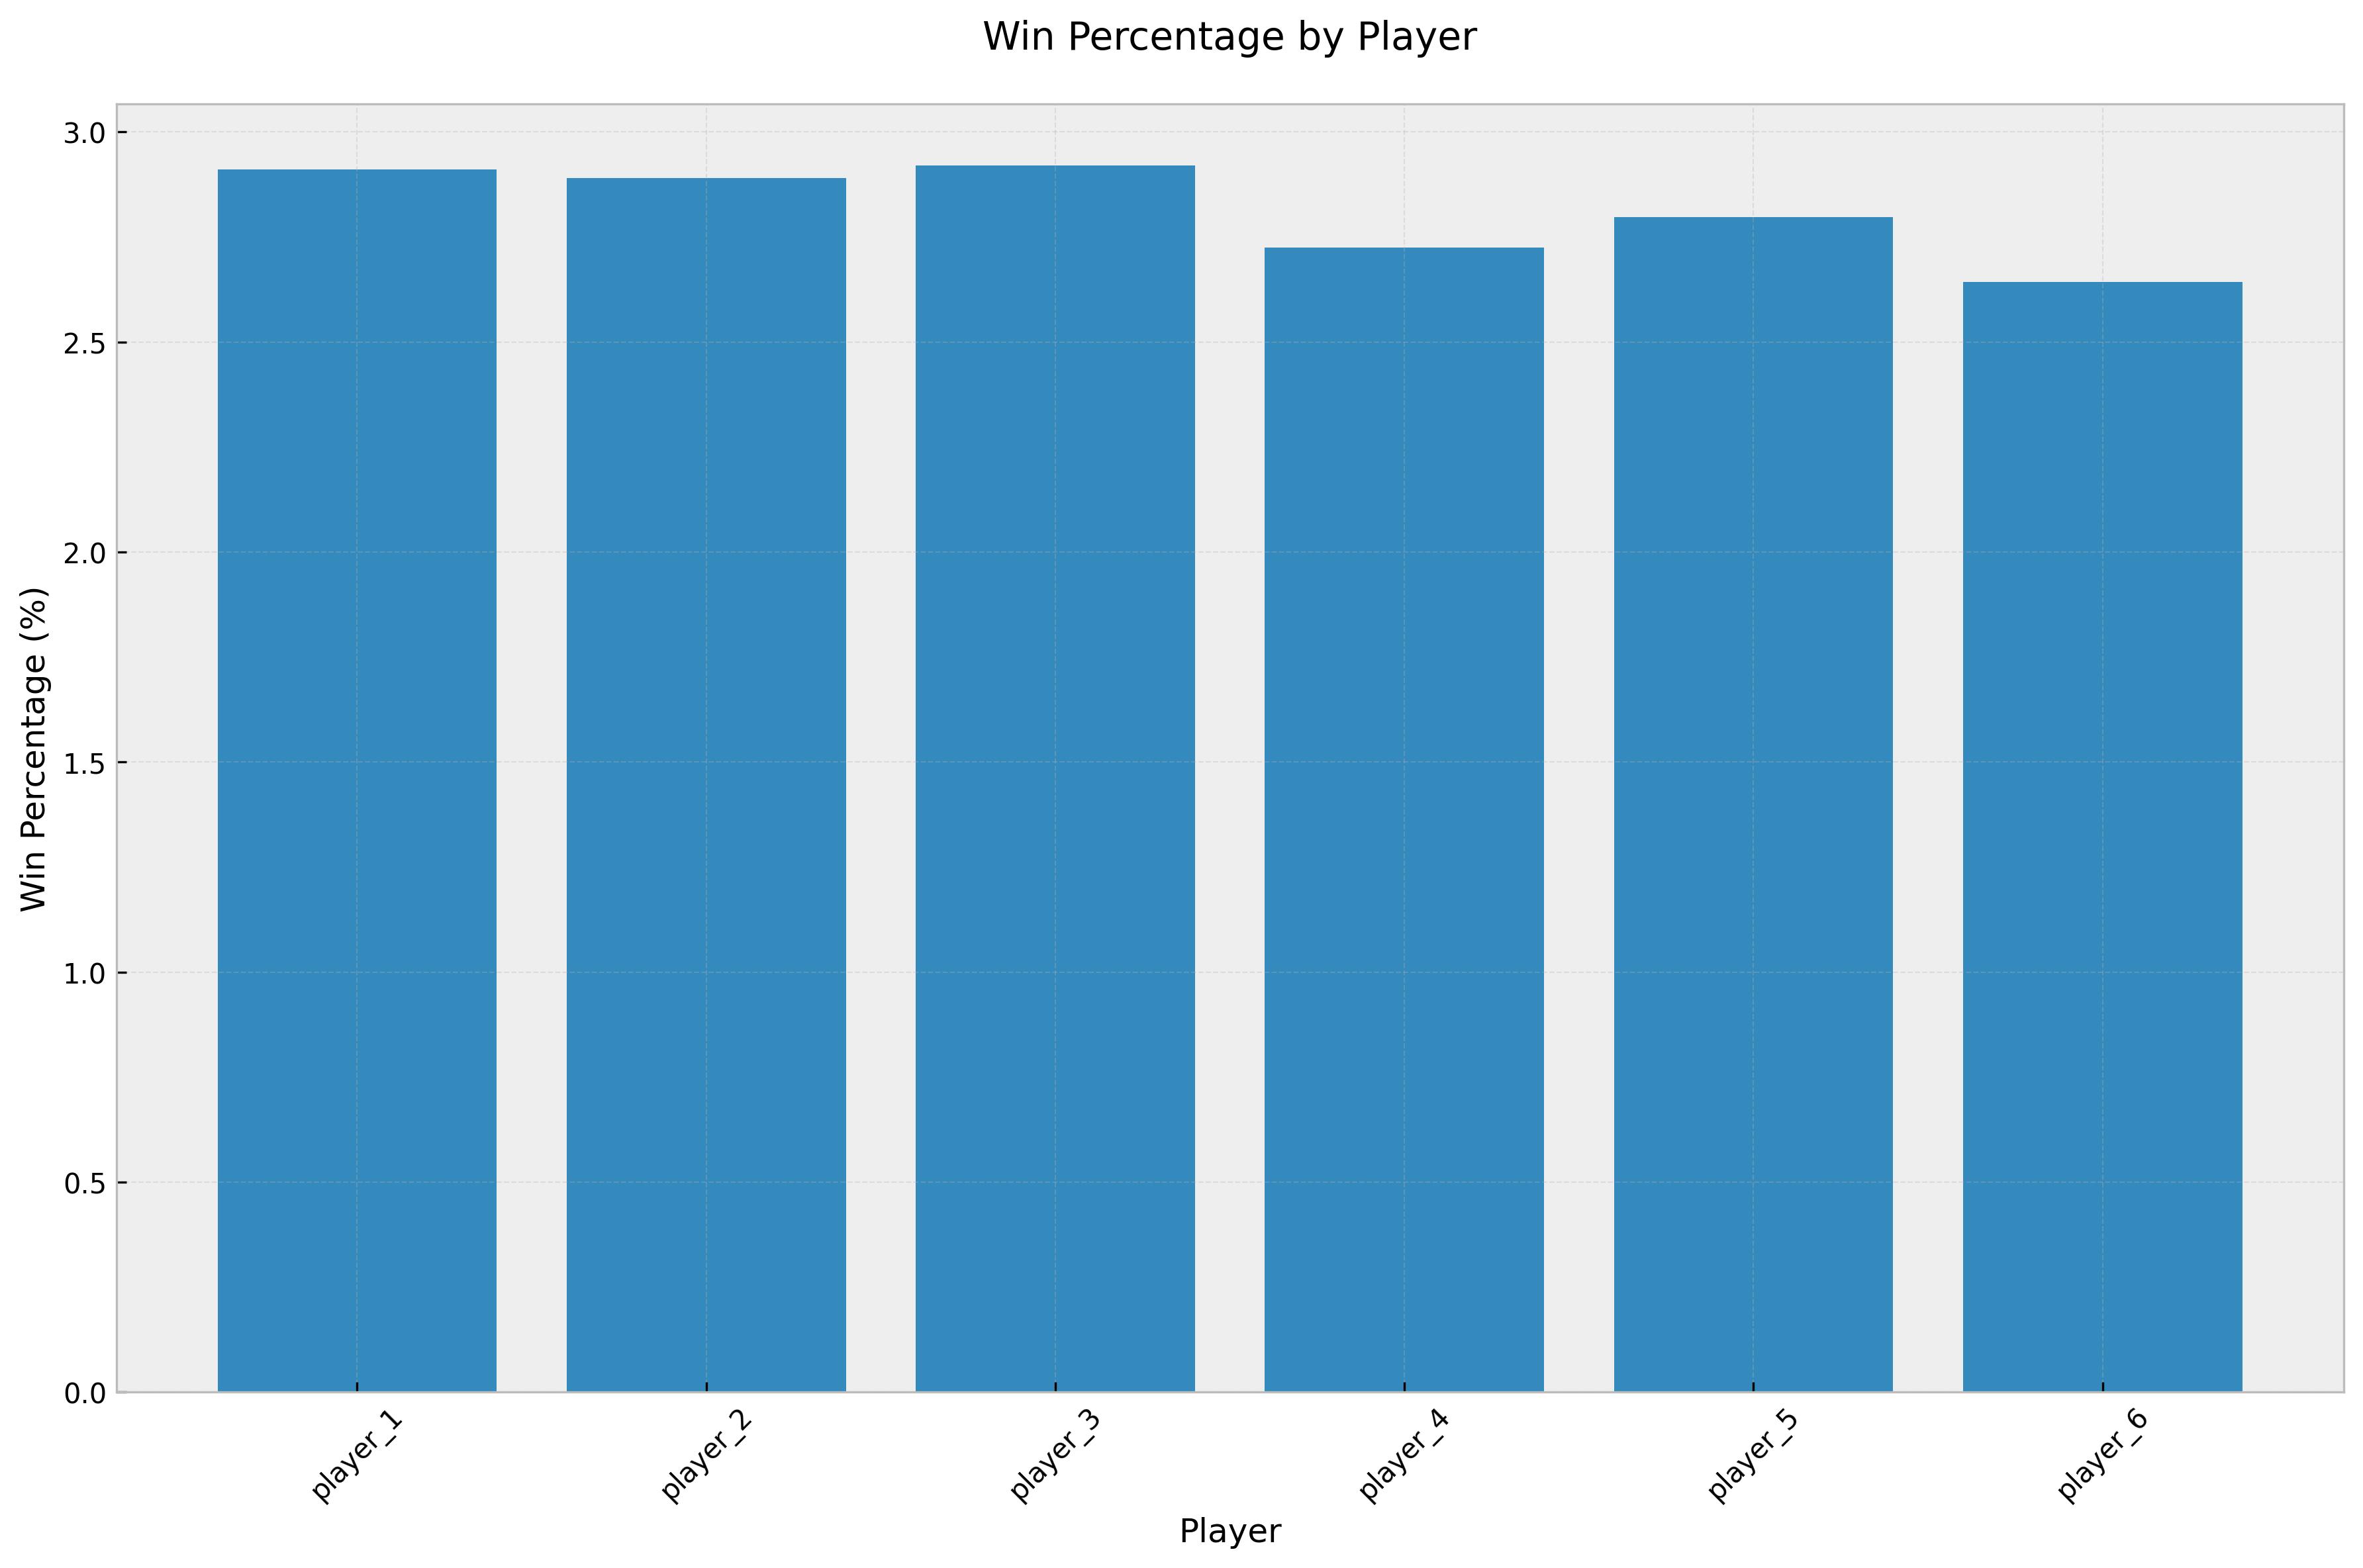 Win Percentage by Player
Win Percentage (%)
3.0
2.5
2.0
1.5
1.0
0.5
0.0
player_1
player_2
player_3
player_4
player_5
player_6
Player